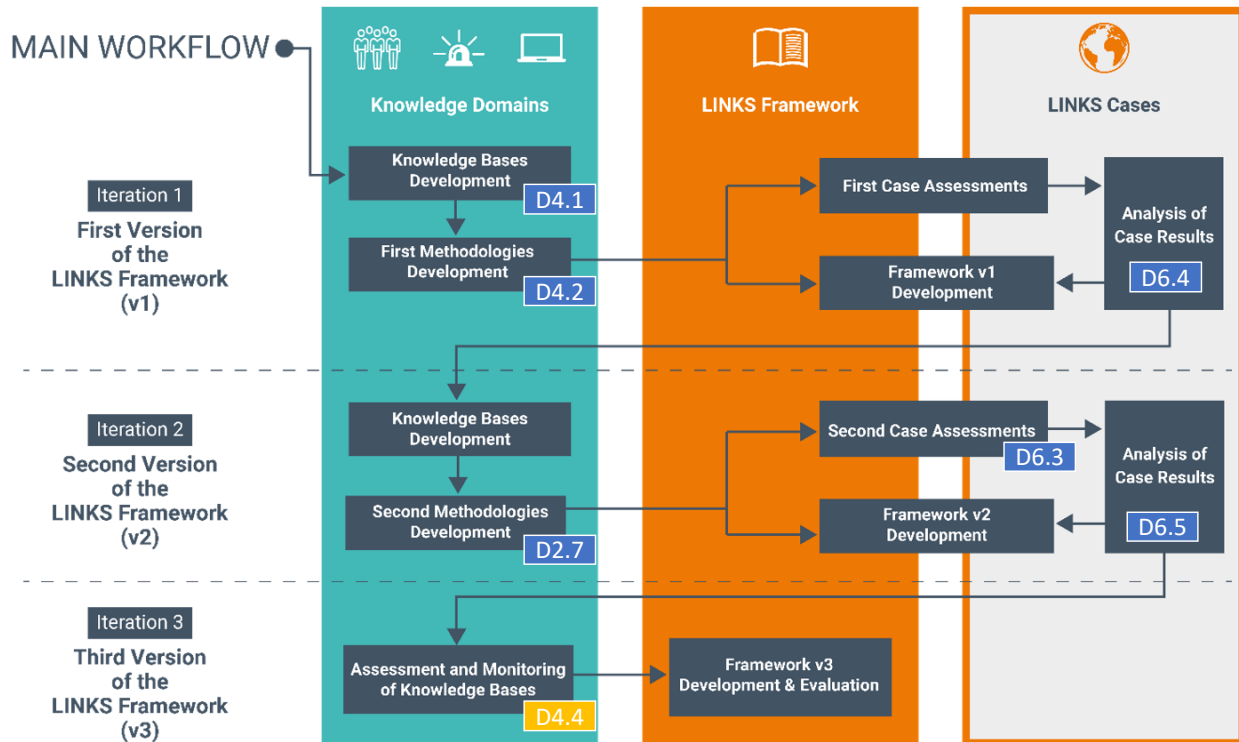 MAIN WORKFLOW
Knowledge Domains
LINKS Framework
LINKS Cases
Iteration 1
First Version
of the
LINKS Framework
(v1)
Knowledge Bases
Development
D4.1
First Methodologies
Development
D4.2
First Case Assessments
Framework v1
Development
Analysis of
Case Results
D6.4
Iteration 2
Second Version
of the
LINKS Framework
(v2)
Knowledge Bases
Development
Second Methodologies
Development
D2.7
Second Case Assessments
D6.3
Framework v2
Development
Analysis of
Case Results
D6.5
Iteration 3
Third Version
of the
LINKS Framework
(v3)
Assessment and Monitoring
of Knowledge Bases
D4.4
Framework v3
Development & Evaluation